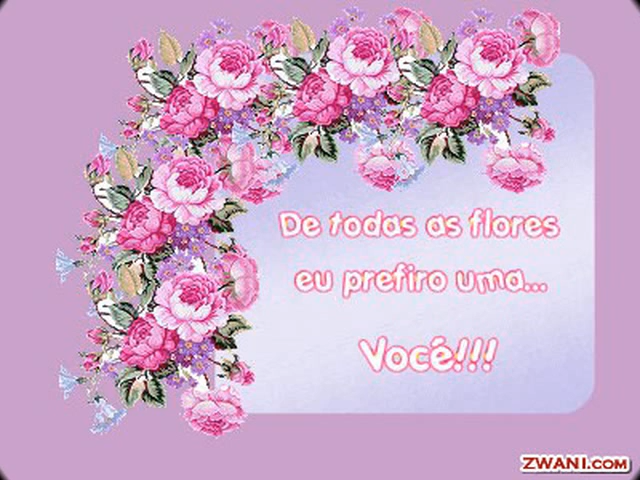 De todas as flores
eu prefiro uma...
Você!!!
ZWANI.COM